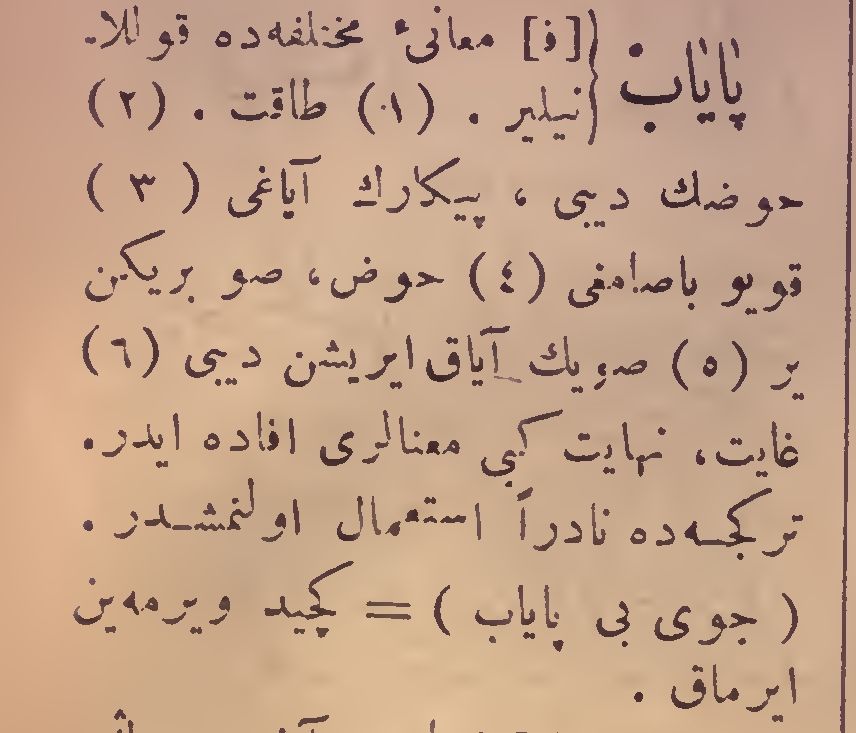 پایاب [ف] معانیٔ مختلفه‌ده قوللا-
نیلیر . (۱) طاقت . (۲)
حوضك دیبی ، پیكارك آیاغی (۳)
قویو باصامغی (٤) حوض، صو بریكن
یر (٥) صویك آیاق ایریشن دیبی (٦)
غایت، نهایت كبی معنالری افاده ایدر.
تركجه‌ده نادراً استعمال اولنمشدر .
( جوی بی پایاب ) = كچید ویرمه‌ین
ایرماق .